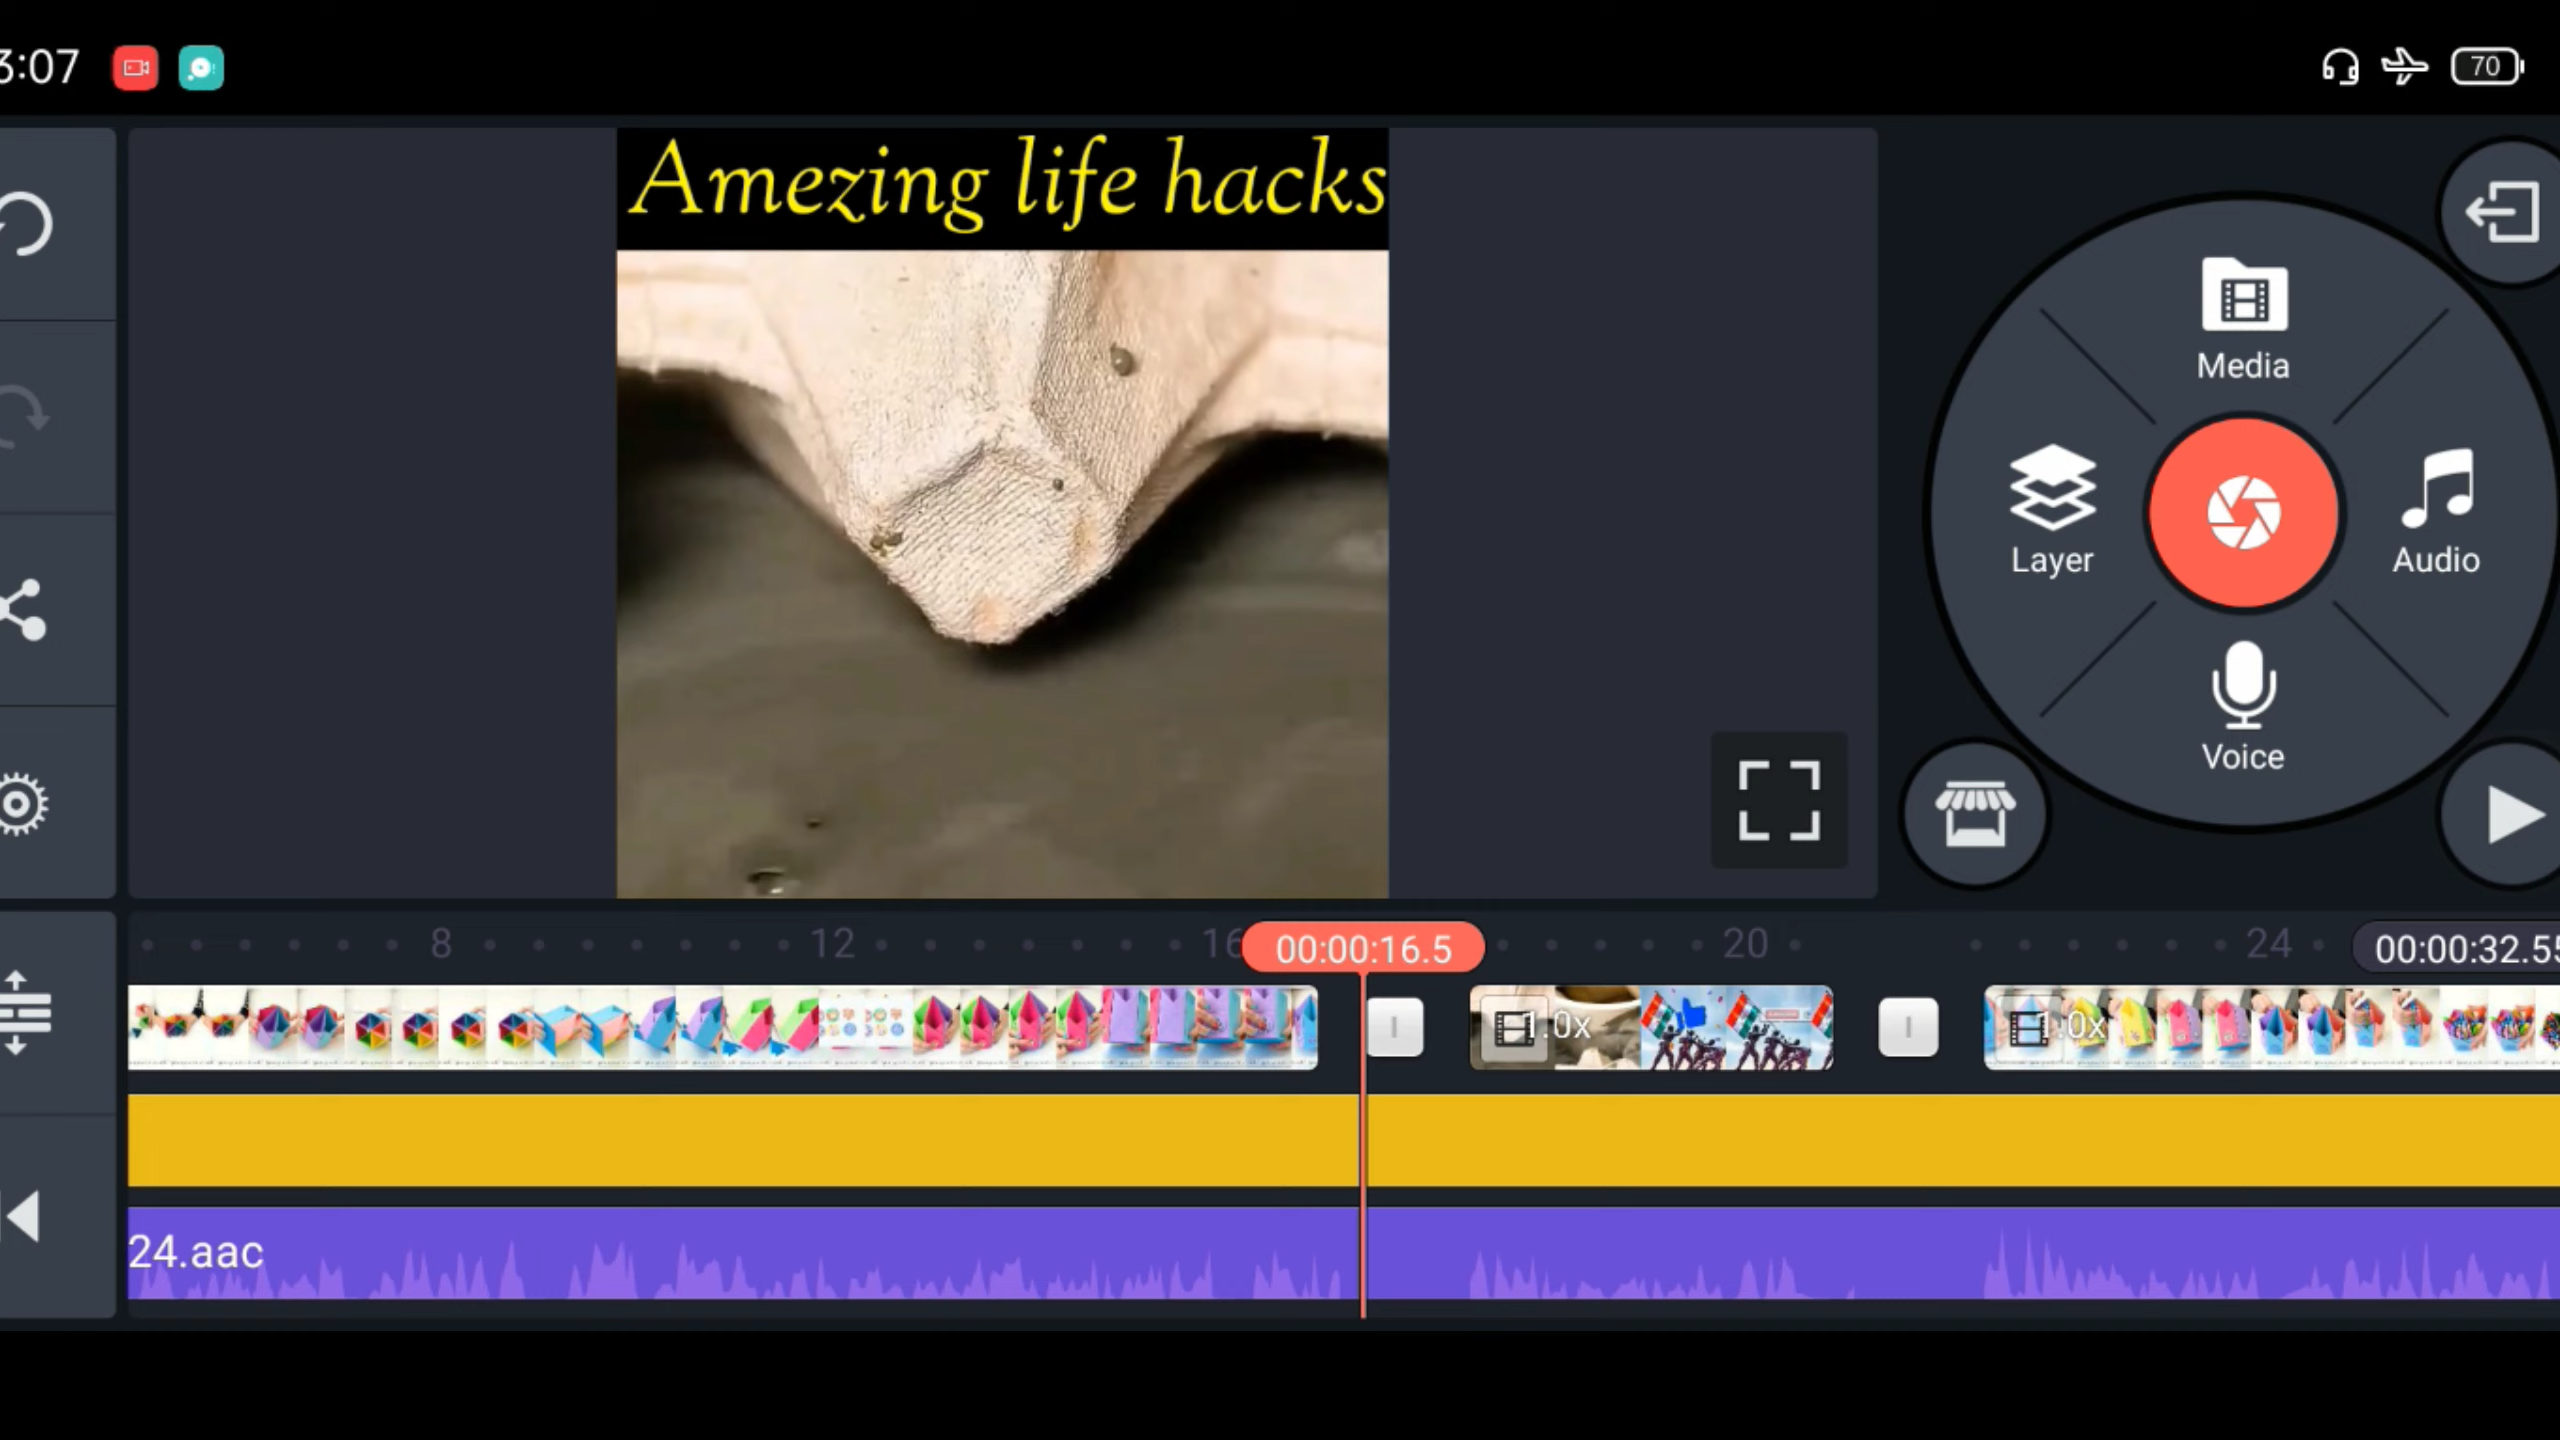 3:07
70
Amezing life hacks
Media
Layer
Audio
Voice
8
12
16
00:00:16.5
20
24
00:00:32.55
1.0x
1.0x
24.aac